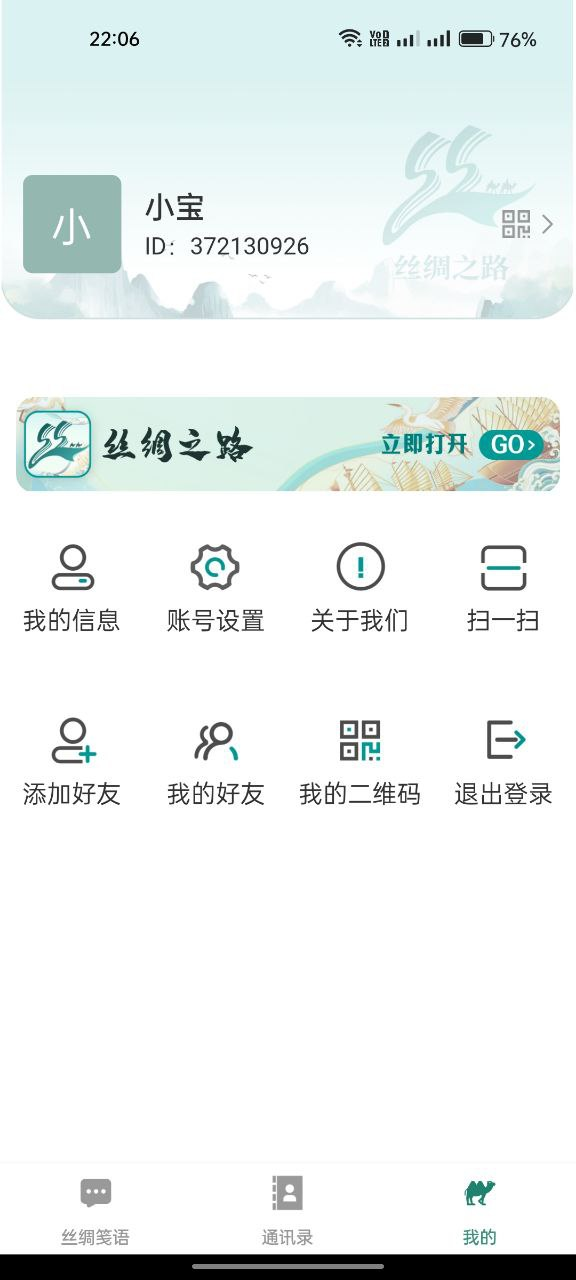 22:06
VoD LTE2
76%
丝绸之路
小
小宝
ID：372130926
丝绸之路
立即打开 GO
我的信息 账号设置 关于我们 扫一扫
添加好友 我的好友 我的二维码 退出登录
丝绸笺语 通讯录 我的